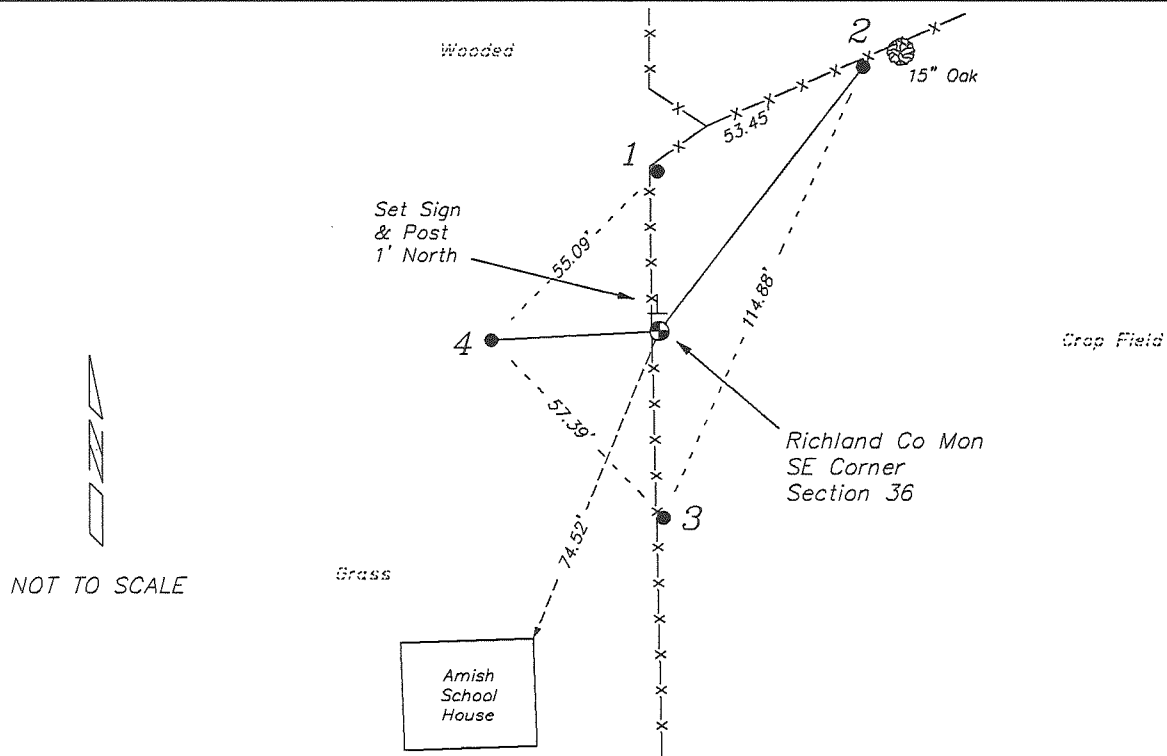 Wooded
2
15" Oak
53.45'
1
Set Sign
& Post
1' North
55.09'
114.88'
4
Crop Field
57.39'
Richland Co Mon
SE Corner
Section 36
3
74.52'
N
NOT TO SCALE
Grass
Amish
School
House